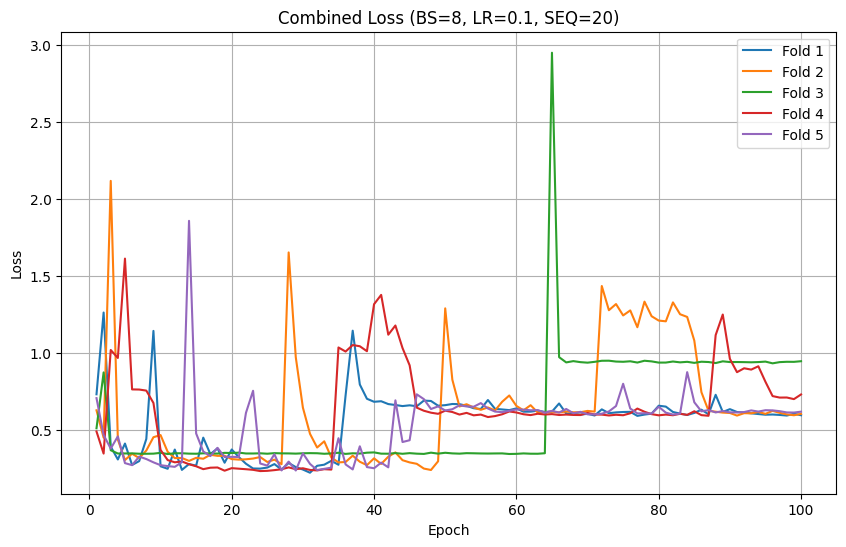 Combined Loss (BS=8, LR=0.1, SEQ=20)
3.0
2.5
2.0
1.5
1.0
0.5
Loss
0
20
40
60
80
100
Epoch
Fold 1
Fold 2
Fold 3
Fold 4
Fold 5